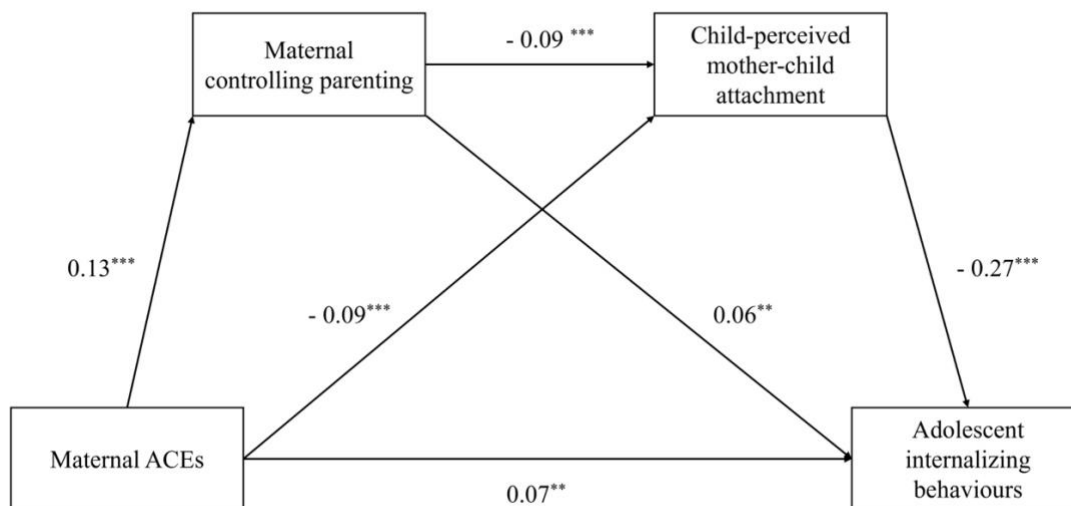 Maternal
controlling parenting
- 0.09 ***
Child-perceived
mother-child
attachment
0.13***
- 0.09***
0.06**
- 0.27***
Maternal ACEs
0.07**
Adolescent
internalizing
behaviours